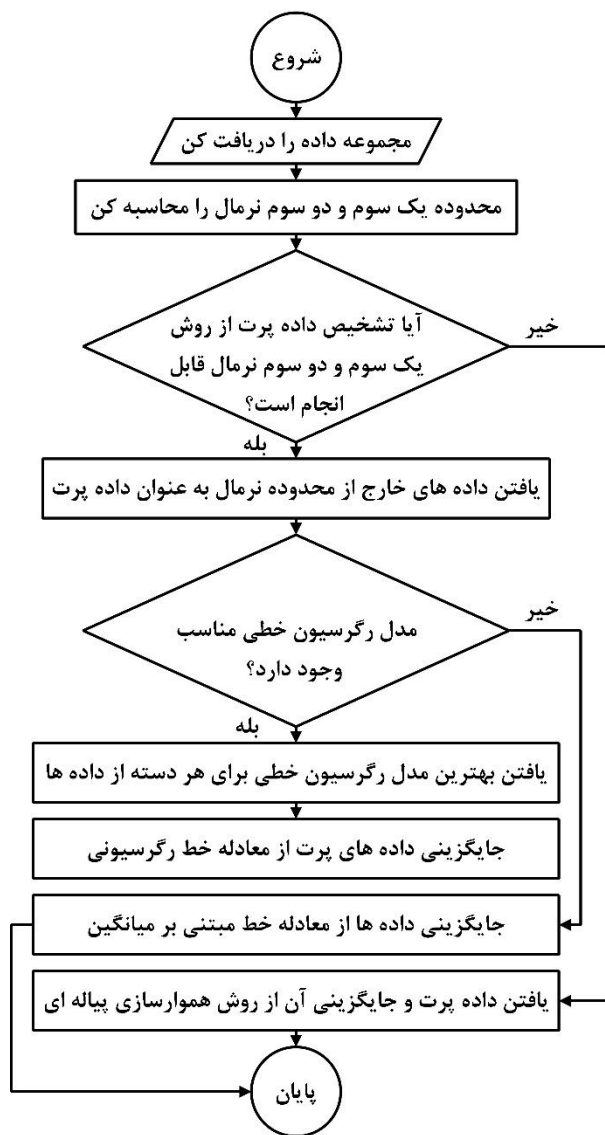 شروع
مجموعه داده را دریافت کن
محدوده یک سوم و دو سوم نرمال را محاسبه کن
آیا تشخیص داده پرت از روش
یک سوم و دو سوم نرمال قابل
انجام است؟
خیر
بله
یافتن داده های خارج از محدوده نرمال به عنوان داده پرت
مدل رگرسیون خطی مناسب
وجود دارد؟
خیر
بله
یافتن بهترین مدل رگرسیون خطی برای هر دسته از داده ها
جایگزینی داده های پرت از معادله خط رگرسیونی
جایگزینی داده ها از معادله خط مبتنی بر میانگین
یافتن داده پرت و جایگزینی آن از روش هموارسازی پیاله ای
پایان